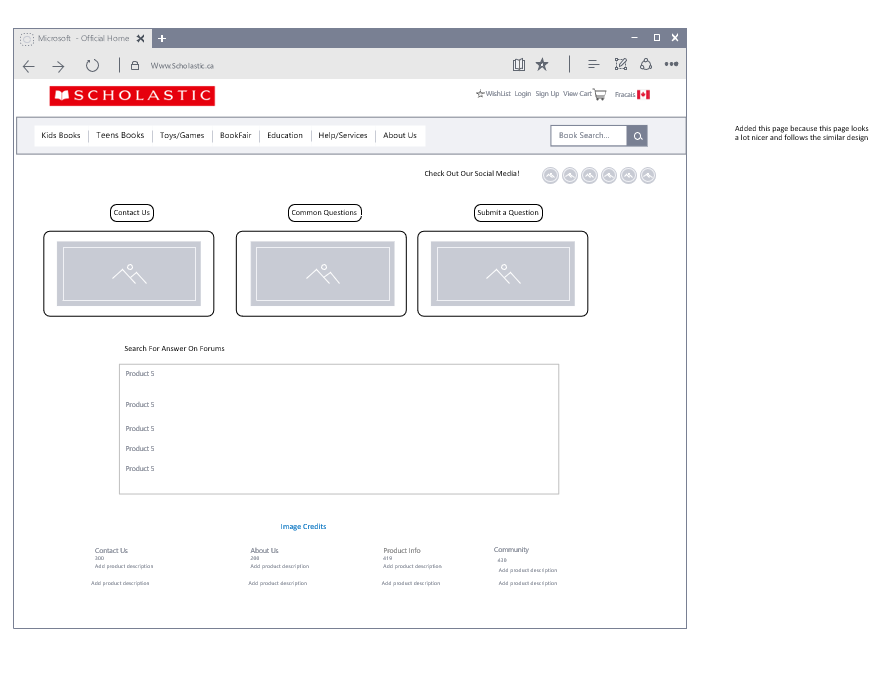 Microsoft - Official Home
Www.Scholastic.ca
SCHOLASTIC
WishList Login Sign Up View Cart Fracais
Kids Books Teens Books Toys/Games BookFair Education Help/Services About Us Book Search...
Added this page because this page looks
a lot nicer and follows the similar design
Check Out Our Social Media!
Contact Us Common Questions Submit a Question
Search For Answer On Forums
Product 5
Product 5
Product 5
Product 5
Product 5
Image Credits
Contact Us About Us Product Info Community
300 298 419 438
Add product description Add product description Add product description Add product description
Add product description Add product description Add product description Add product description